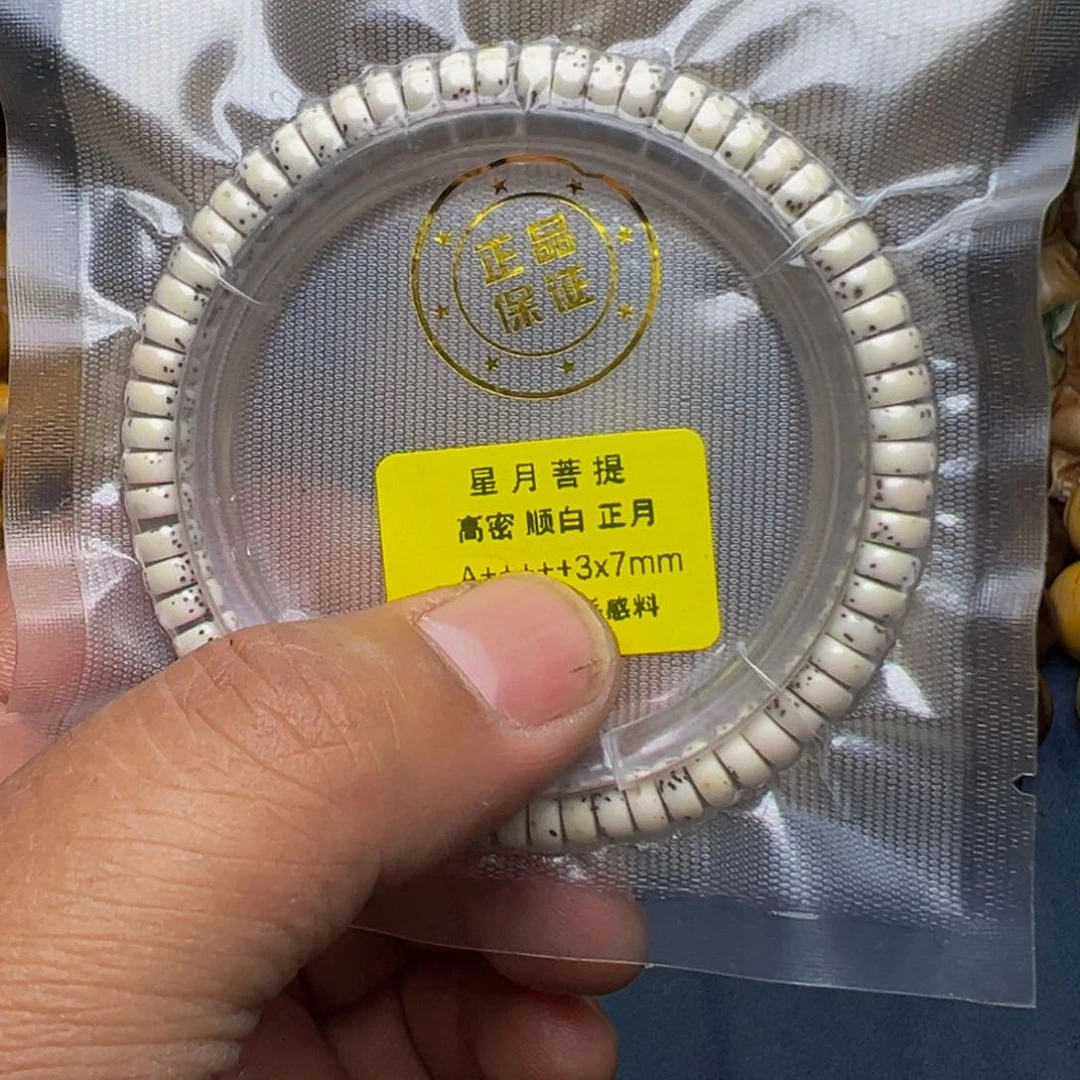 正品
保证
星月菩提
高密 顺白 正月
A+++++3x7mm
感料